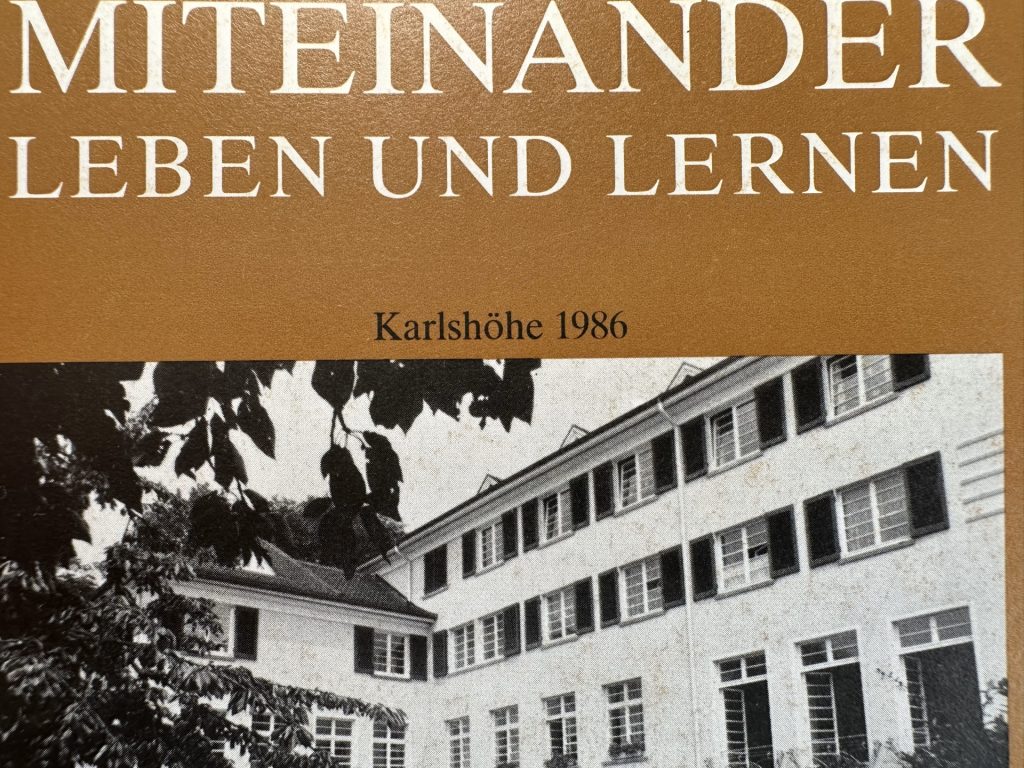 MITEINANDER
LEBEN UND LERNEN
Karlshöhe 1986